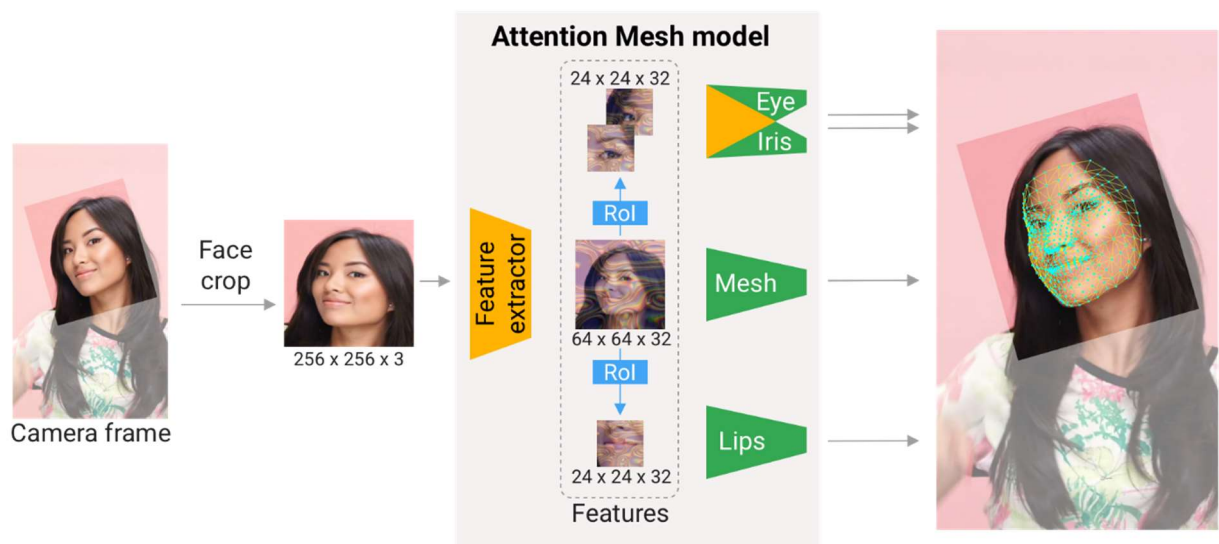 Attention Mesh model
24 x 24 x 32
Eye
Iris
RoI
Face
crop
Feature
extractor
Mesh
256 x 256 x 3
64 x 64 x 32
RoI
Camera frame
Lips
24 x 24 x 32
Features